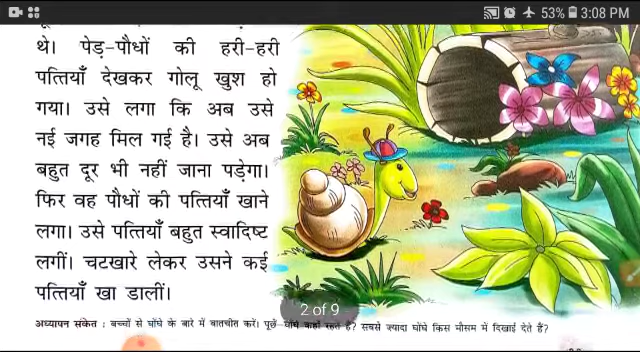 53% 3:08 PM
थे। पेड़-पौधों की हरी-हरी
पत्तियाँ देखकर गोलू खुश हो
गया। उसे लगा कि अब उसे
नई जगह मिल गई है। उसे अब
बहुत दूर भी नहीं जाना पड़ेगा।
फिर वह पौधों की पत्तियाँ खाने
लगा। उसे पत्तियाँ बहुत स्वादिष्ट
लगीं। चटखारे लेकर उसने कई
पत्तियाँ खा डालीं।
2 of 9
अध्यापन संकेत : बच्चों से घोंघे के बारे में बातचीत करें। पूछें-घोंघे कहाँ रहते हैं? सबसे ज्यादा घोंघे किस मौसम में दिखाई देते हैं?